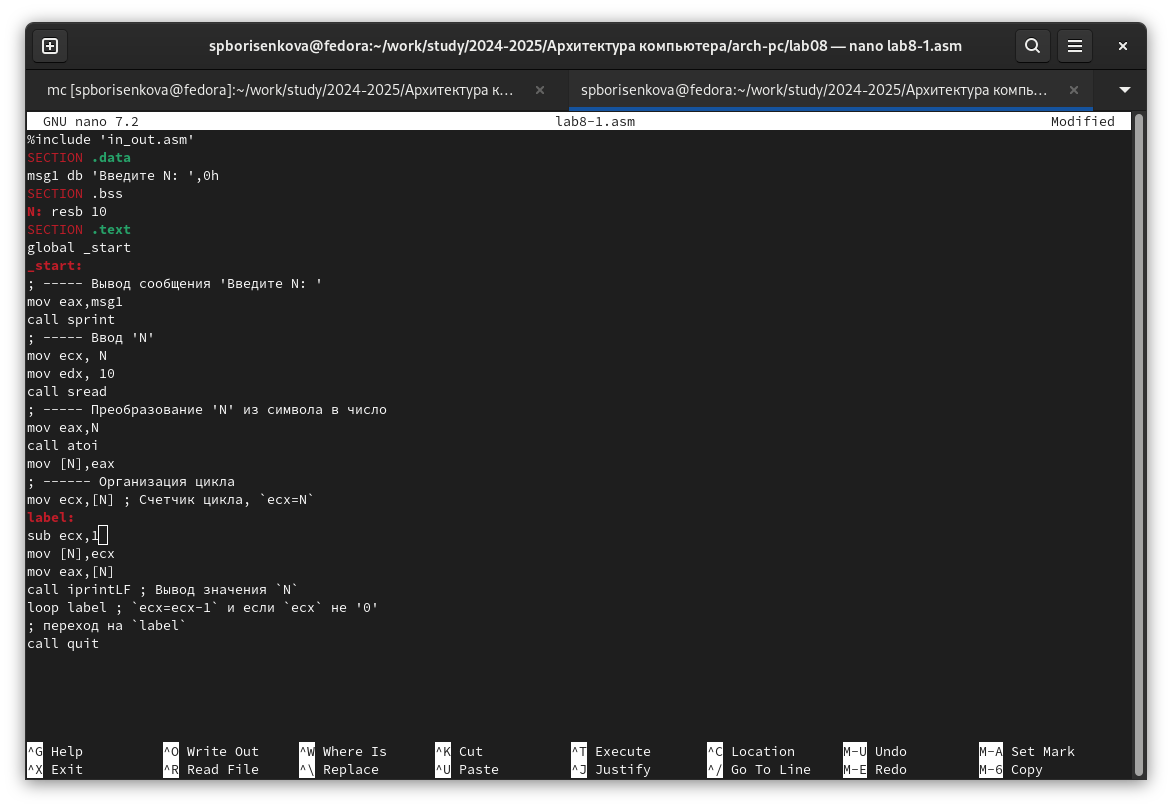 spborisenkova@fedora:~/work/study/2024-2025/Архитектура компьютера/arch-pc/lab08 — nano lab8-1.asm
mc [spborisenkova@fedora]:~/work/study/2024-2025/Архитектура к...
spborisenkova@fedora:~/work/study/2024-2025/Архитектура компь...
GNU nano 7.2 lab8-1.asm Modified
%include 'in_out.asm'
SECTION .data
msg1 db 'Введите N: ',0h
SECTION .bss
N: resb 10
SECTION .text
global _start
_start:
; ----- Вывод сообщения 'Введите N: '
mov eax,msg1
call sprint
; ----- Ввод 'N'
mov ecx, N
mov edx, 10
call sread
; ----- Преобразование 'N' из символа в число
mov eax,N
call atoi
mov [N],eax
; ------ Организация цикла
mov ecx,[N] ; Счетчик цикла, `ecx=N`
label:
sub ecx,1
mov [N],ecx
mov eax,[N]
call iprintLF ; Вывод значения `N`
loop label ; `ecx=ecx-1` и если `ecx` не '0'
; переход на `label`
call quit
^G Help ^O Write Out ^W Where Is ^K Cut ^T Execute ^C Location M-U Undo M-A Set Mark
^X Exit ^R Read File ^\ Replace ^U Paste ^J Justify ^/ Go To Line M-E Redo M-6 Copy